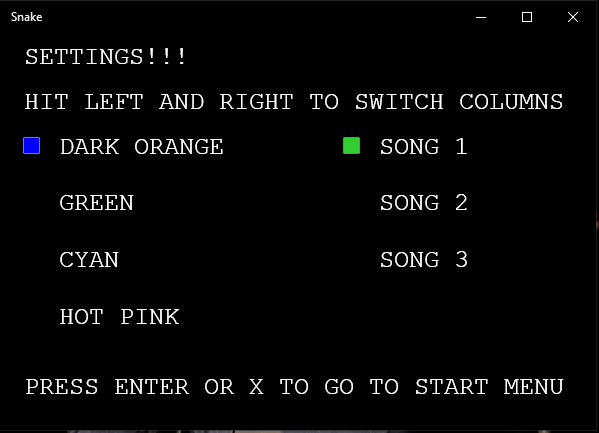 Snake
SETTINGS!!!
HIT LEFT AND RIGHT TO SWITCH COLUMNS
DARK ORANGE SONG 1
GREEN SONG 2
CYAN SONG 3
HOT PINK
PRESS ENTER OR X TO GO TO START MENU